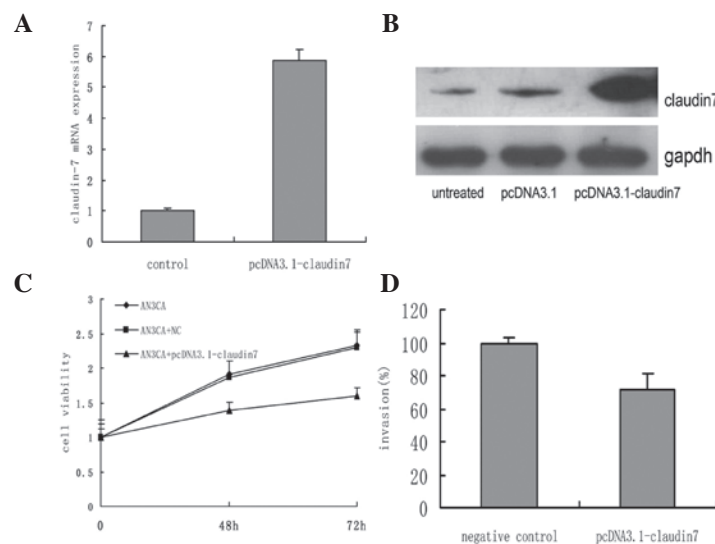 A
7
6
5
4
3
2
1
0
claudin-7 mRNA expression
control
pcDNA3.1-claudin7
B
claudin7
gapdh
untreated pcDNA3.1 pcDNA3.1-claudin7
C
3
2.5
2
1.5
1
0.5
0
cell viability
AN3CA
AN3CA+NC
AN3CA+pcDNA3.1-claudin7
0 48h 72h
D
120
100
80
60
40
20
0
invasion(%)
negative control
pcDNA3.1-claudin7